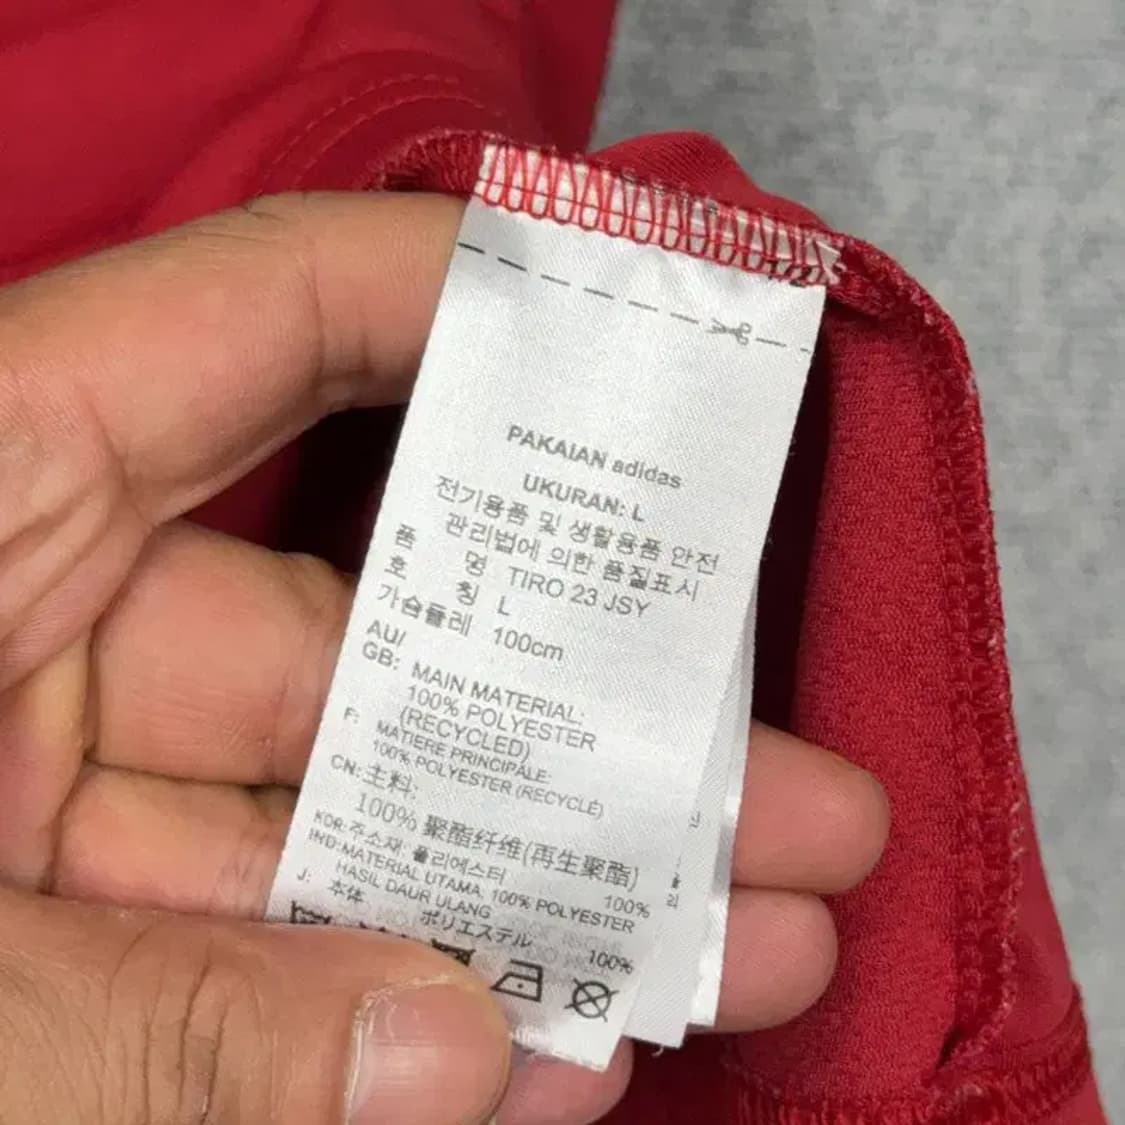 PAKAIAN adidas
UKURAN: L
전기용품 및 생활용품 안전
관리법에 의한 품질표시
품 명 TIRO 23 JSY
호 칭 L
가슴둘레 100cm
AU/
GB: MAIN MATERIAL:
100% POLYESTER
(RECYCLED)
F: MATIERE PRINCIPALE:
100% POLYESTER (RECYCLÉ)
CN: 主料:
100% 聚酯纤维(再生聚酯)
KOR: 주소재: 폴리에스터 100%
IND: MATERIAL UTAMA, 100% POLYESTER
HASIL DAUR ULANG
J: 本体
ポリエステル 100%